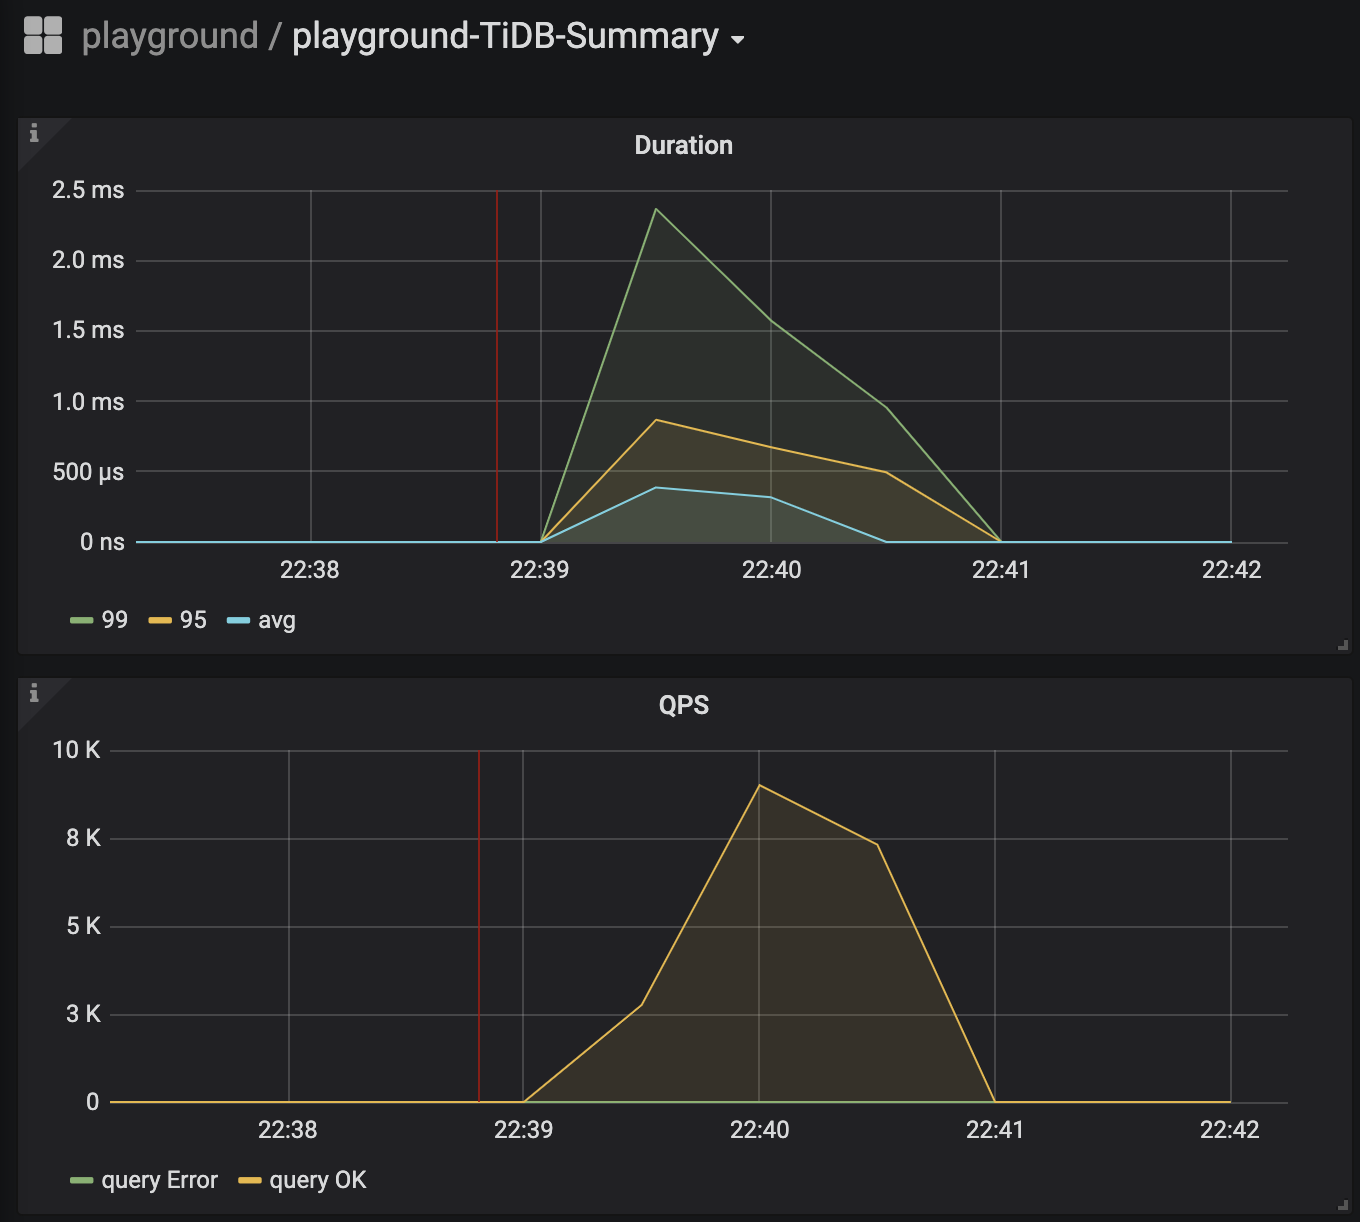 playground / playground-TiDB-Summary
Duration
2.5 ms
2.0 ms
1.5 ms
1.0 ms
500 µs
0 ns
22:38 22:39 22:40 22:41 22:42
99 95 avg
QPS
10 K
8 K
5 K
3 K
0
22:38 22:39 22:40 22:41 22:42
query Error query OK